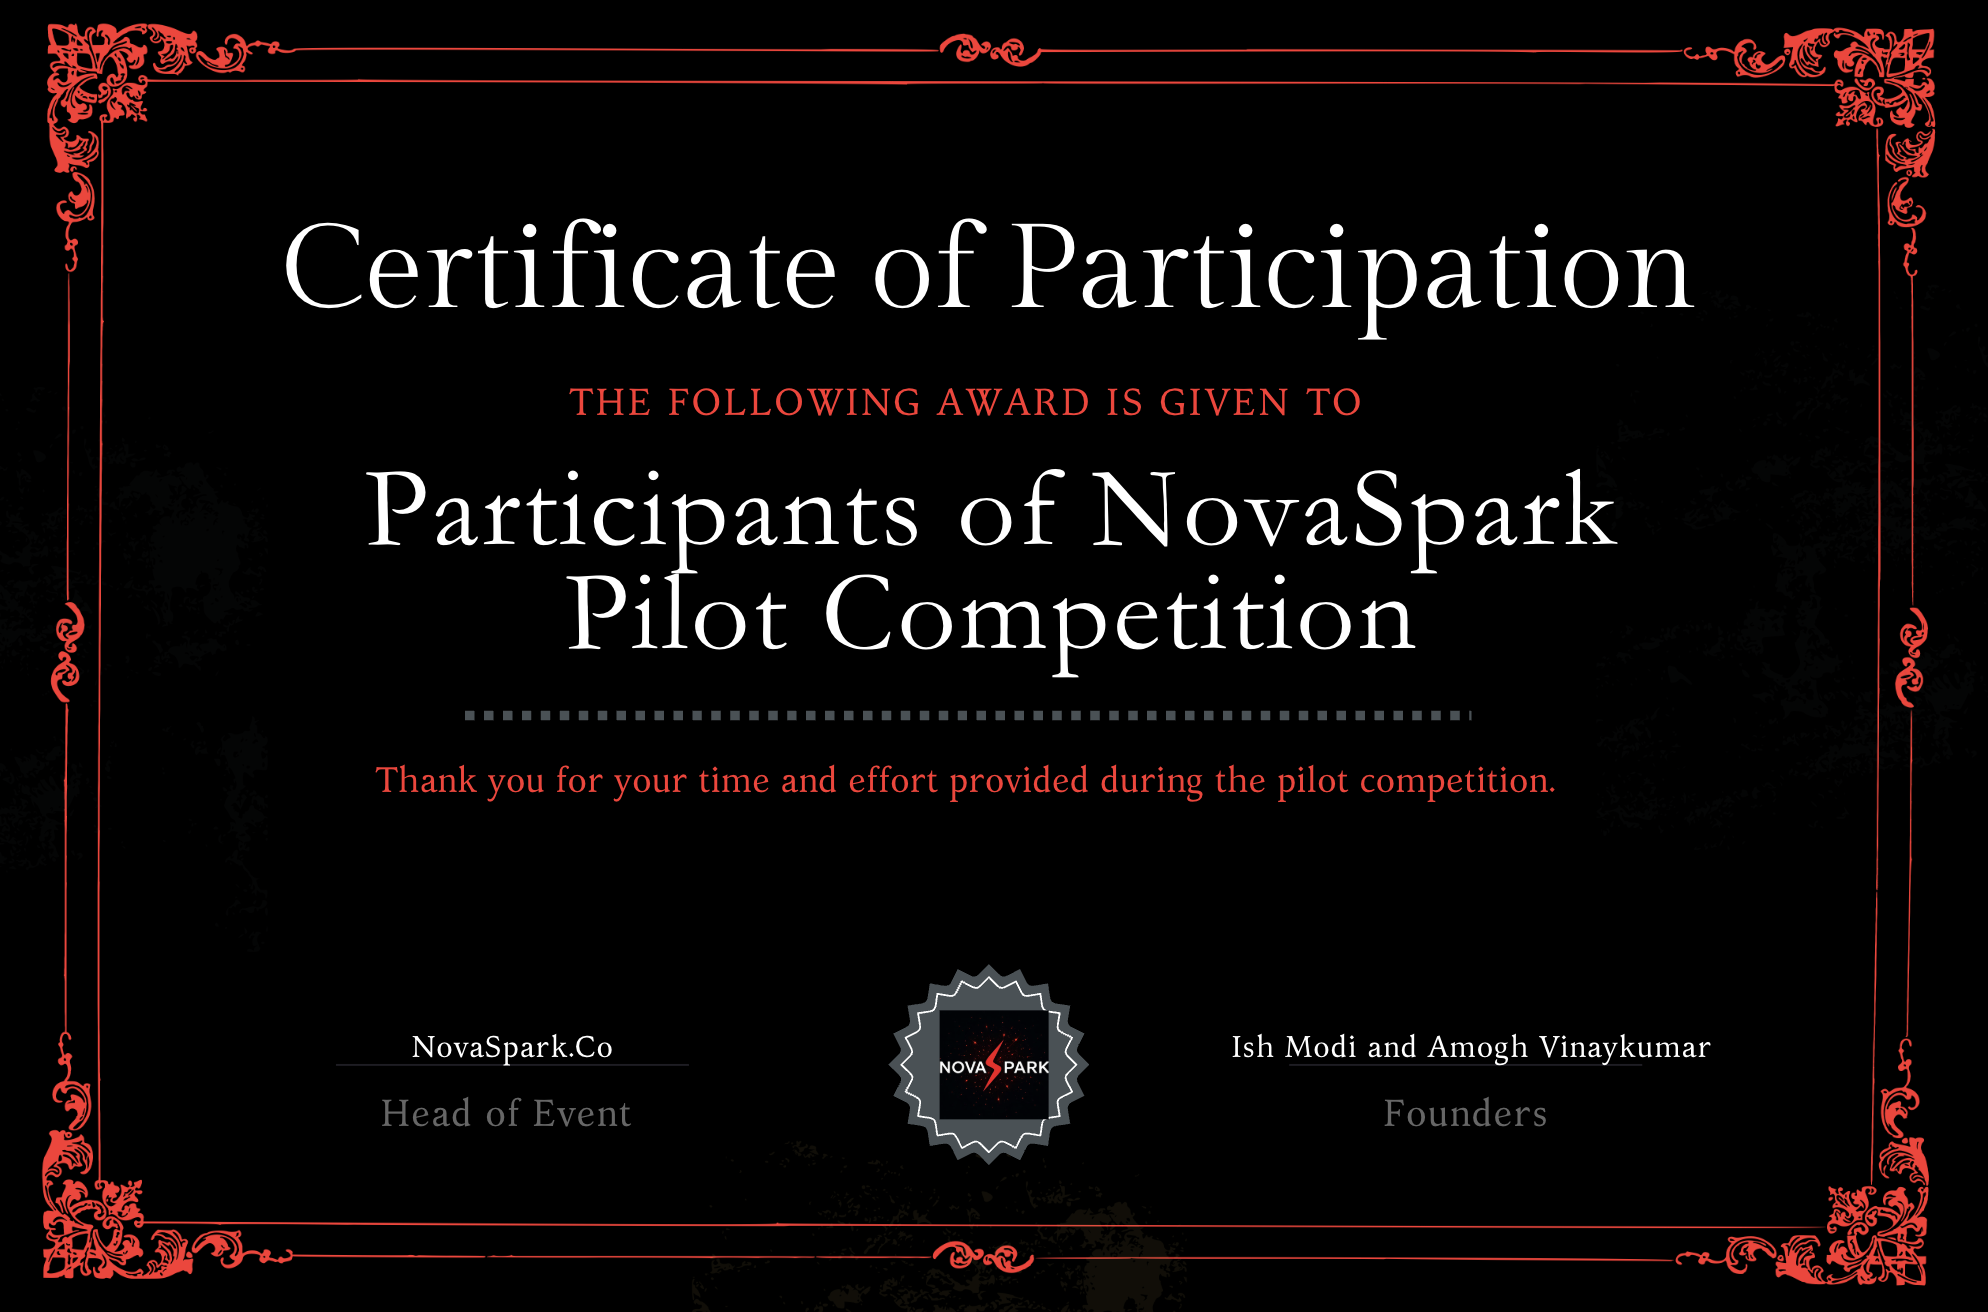 Certificate of Participation
THE FOLLOWING AWARD IS GIVEN TO
Participants of NovaSpark
Pilot Competition
Thank you for your time and effort provided during the pilot competition.
NovaSpark.Co
Head of Event
NOVA SPARK
Ish Modi and Amogh Vinaykumar
Founders